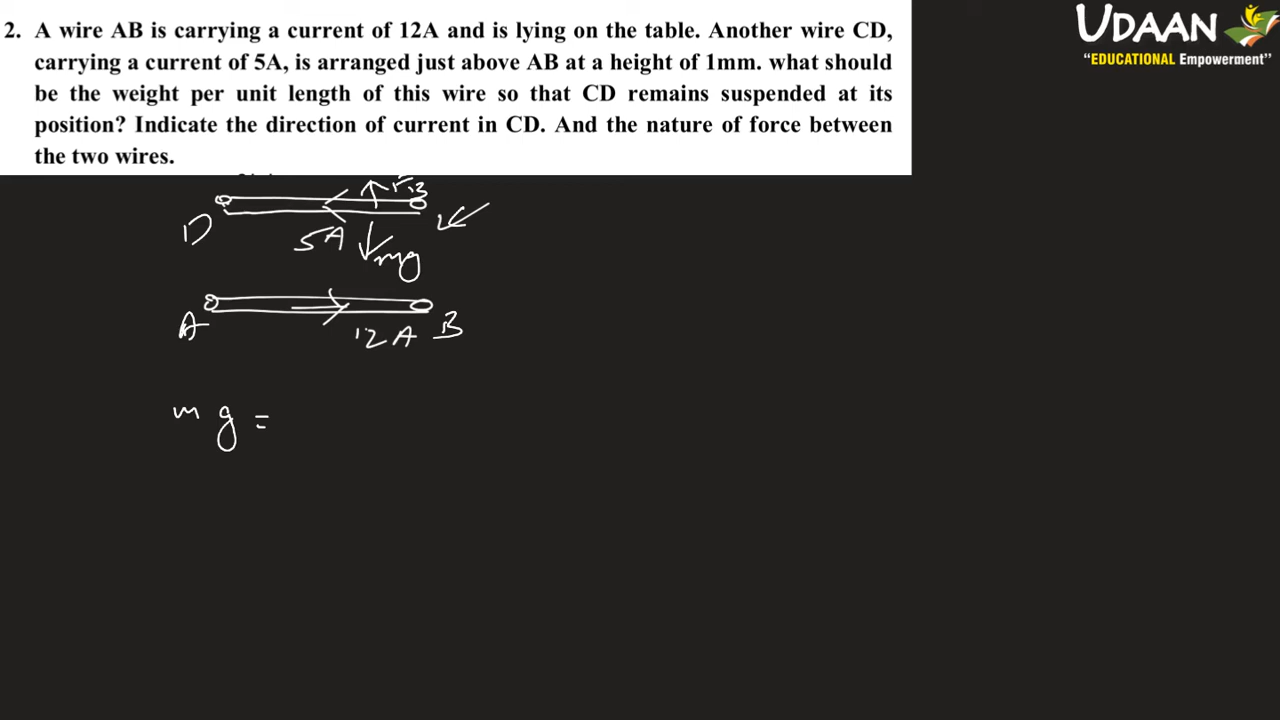 2. A wire AB is carrying a current of 12A and is lying on the table. Another wire CD,
carrying a current of 5A, is arranged just above AB at a height of 1mm. what should
be the weight per unit length of this wire so that CD remains suspended at its
position? Indicate the direction of current in CD. And the nature of force between
the two wires.
UDAAN
“EDUCATIONAL Empowerment”
D
5A
mg
A
12A B
mg =